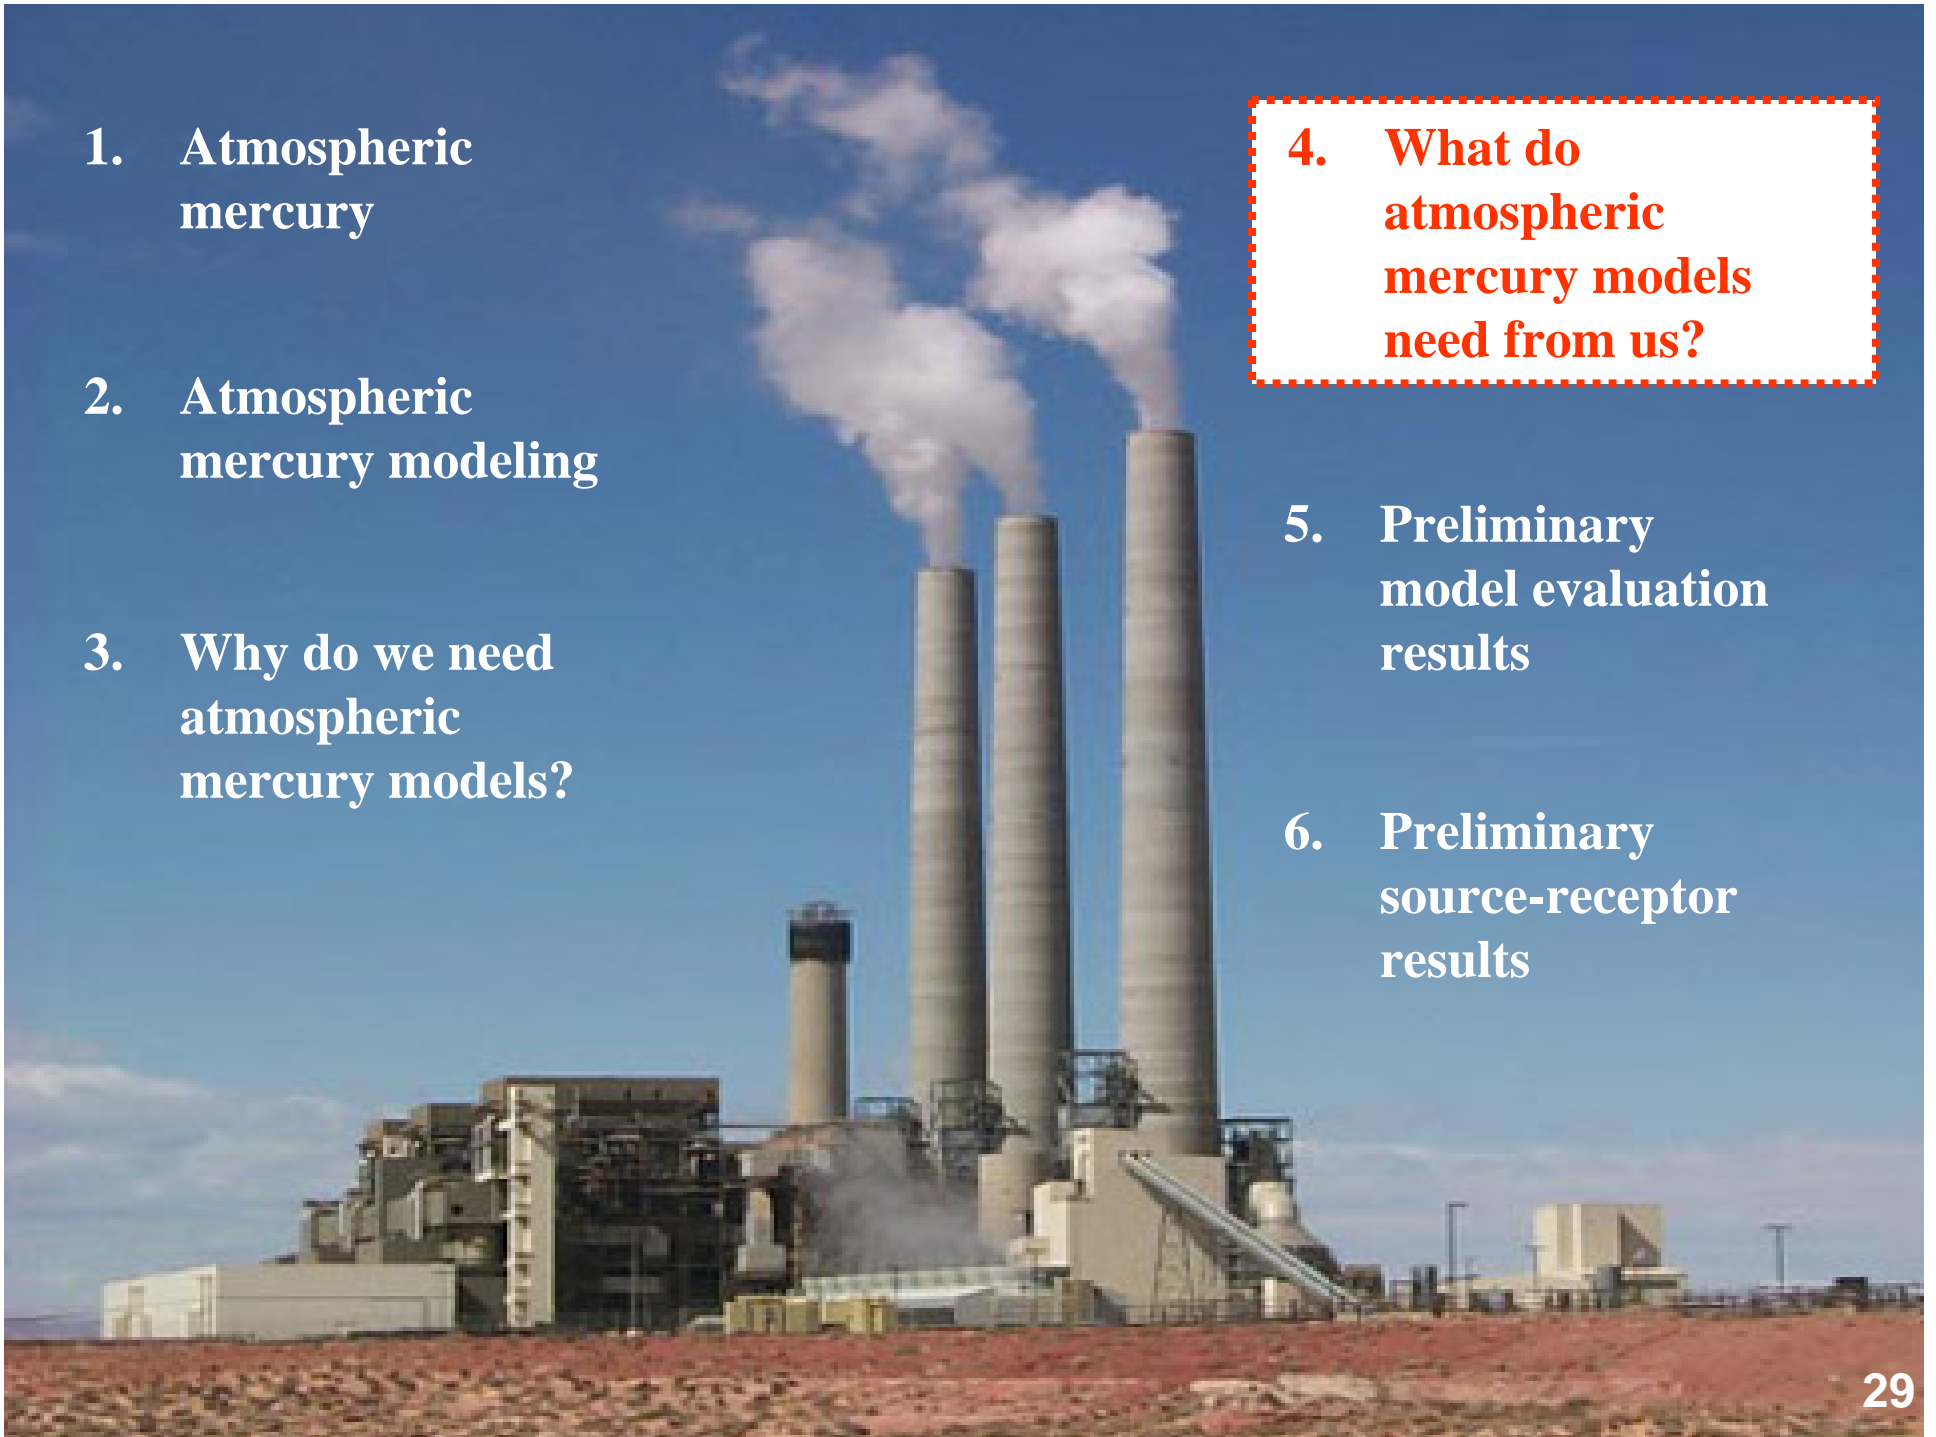 1. Atmospheric
mercury
2. Atmospheric
mercury modeling
3. Why do we need
atmospheric
mercury models?
4. What do
atmospheric
mercury models
need from us?
5. Preliminary
model evaluation
results
6. Preliminary
source-receptor
results
29